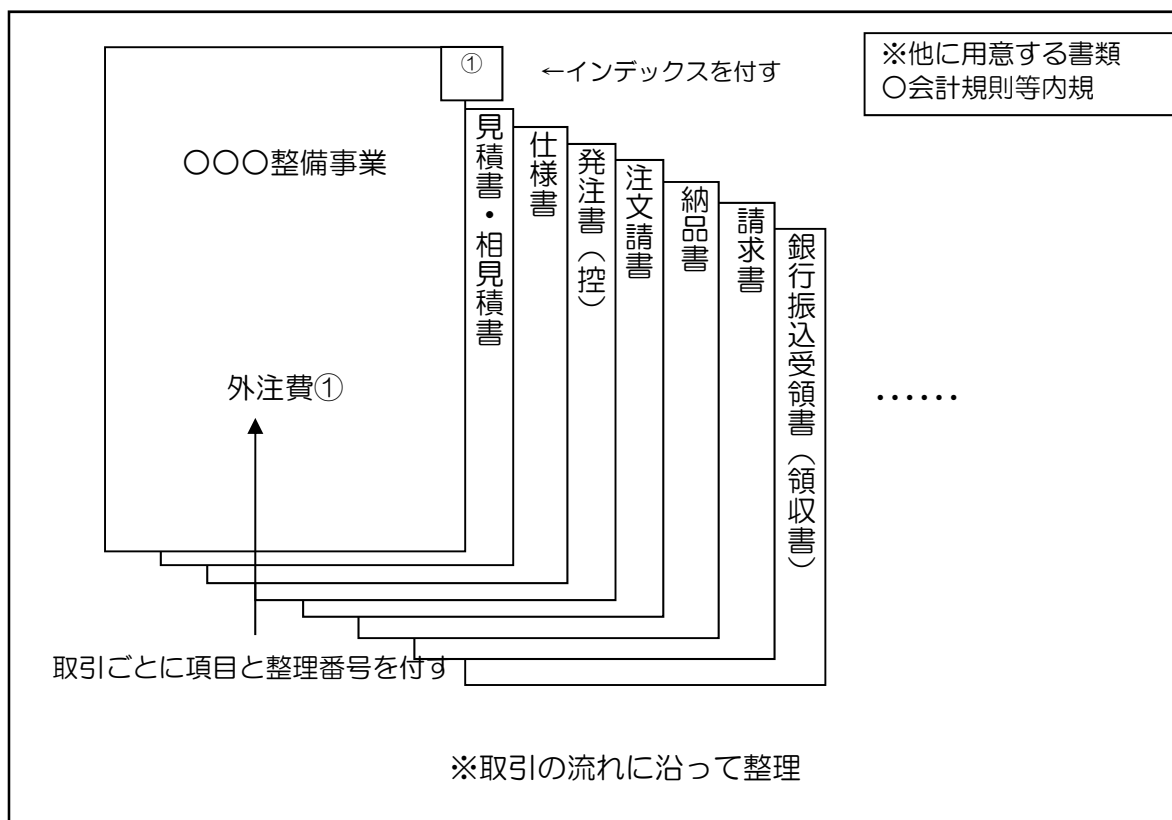 ①
←インデックスを付す
※他に用意する書類
〇会計規則等内規
〇〇〇整備事業
外注費①
見積書・相見積書
仕様書
発注書（控）
注文請書
納品書
請求書
銀行振込受領書（領収書）
‥‥‥
取引ごとに項目と整理番号を付す
※取引の流れに沿って整理